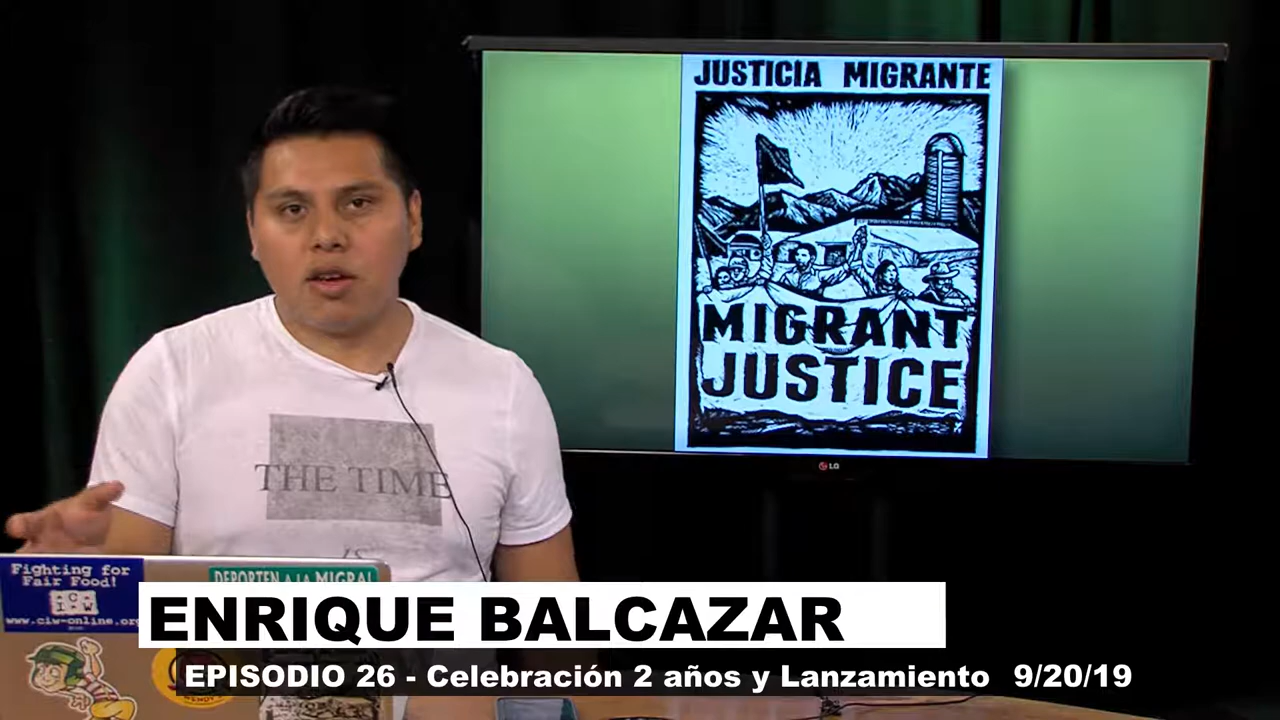 JUSTICIA MIGRANTE
MIGRANT
JUSTICE
LG
THE TIME
IS
Fighting for
Fair Food!
CIW
www.ciw-online.org
DEPORTEN A LA MIGRA!
ENRIQUE BALCAZAR
EPISODIO 26 - Celebración 2 años y Lanzamiento 9/20/19